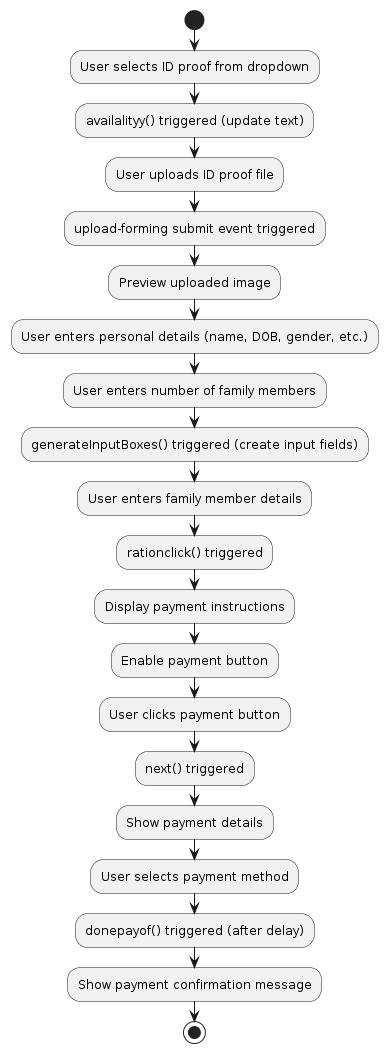 User selects ID proof from dropdown
availalityy() triggered (update text)
User uploads ID proof file
upload-forming submit event triggered
Preview uploaded image
User enters personal details (name, DOB, gender, etc.)
User enters number of family members
generateInputBoxes() triggered (create input fields)
User enters family member details
rationclick() triggered
Display payment instructions
Enable payment button
User clicks payment button
next() triggered
Show payment details
User selects payment method
donepayof() triggered (after delay)
Show payment confirmation message